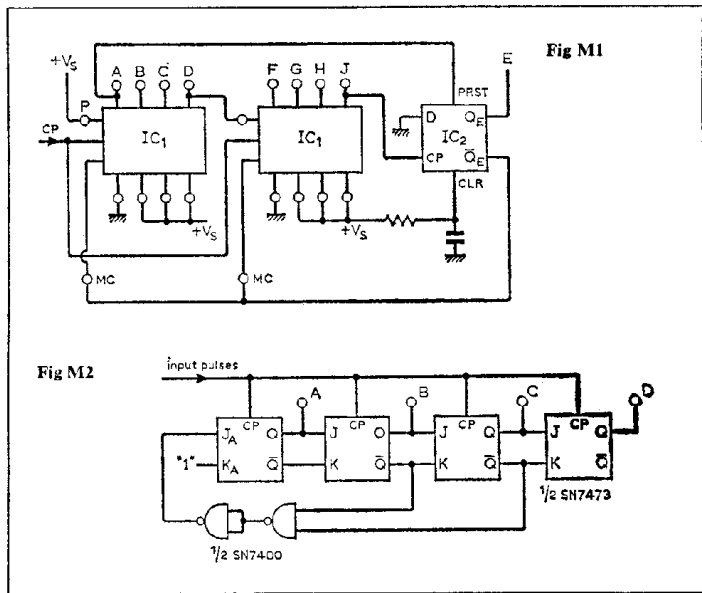 Fig M1
E
+Vs
A B C D
F G H J
PRST
P
CP
IC1
IC1
D QE
IC2
CP Q̅E
CLR
+Vs
+Vs
MC
MC
Fig M2
input pulses
A
B
C
D
CP
CP
CP
CP
JA Q
J Q
J Q
J Q
"1"
KA Q̅
K Q̅
K Q̅
K Q̅
1/2 SN7473
1/2 SN7400